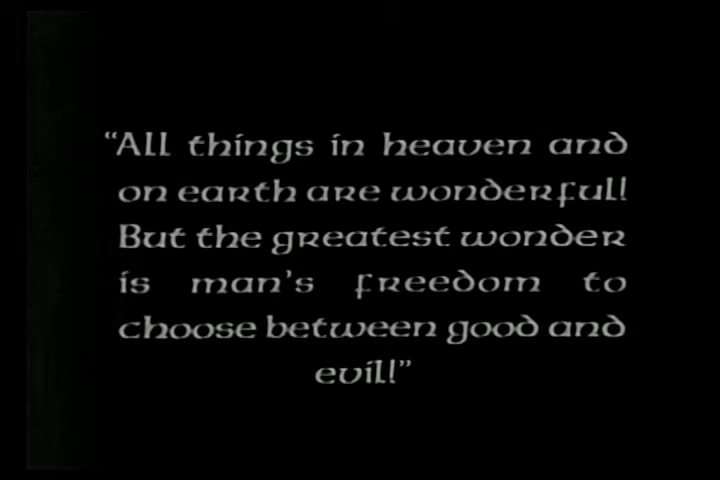 “All things in heaven and
on earth are wonderful!
But the greatest wonder
is man's freedom to
choose between good and
evil!”